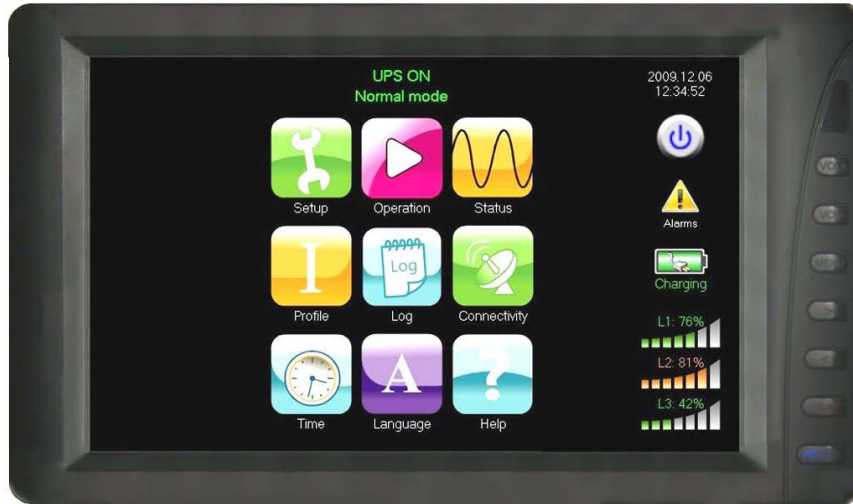 UPS ON
Normal mode
2009.12.06
12:34:52
Setup
Operation
Status
Alarms
Log
Charging
Profile
Log
Connectivity
L1: 76%
L2: 81%
L3: 42%
A
Time
Language
Help